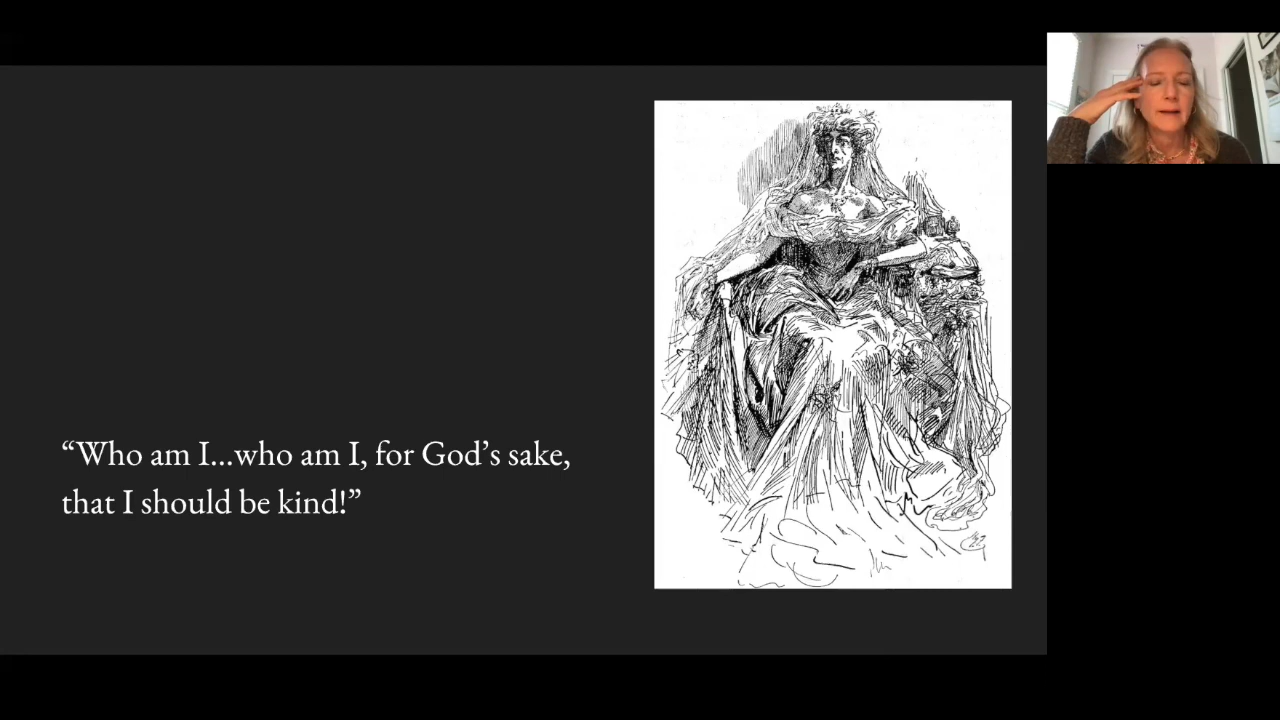 “Who am I...who am I, for God’s sake,
that I should be kind!”